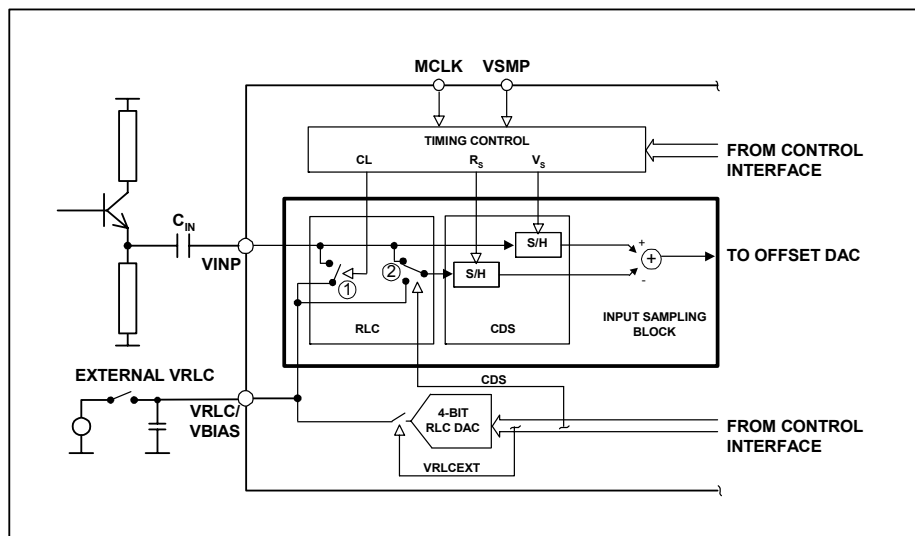 MCLK VSMP
TIMING CONTROL
CL RS VS
FROM CONTROL
INTERFACE
CIN
VINP
S/H
S/H
+
+
-
TO OFFSET DAC
1
2
RLC
CDS
INPUT SAMPLING
BLOCK
EXTERNAL VRLC
VRLC/
VBIAS
CDS
4-BIT
RLC DAC
VRLCEXT
FROM CONTROL
INTERFACE